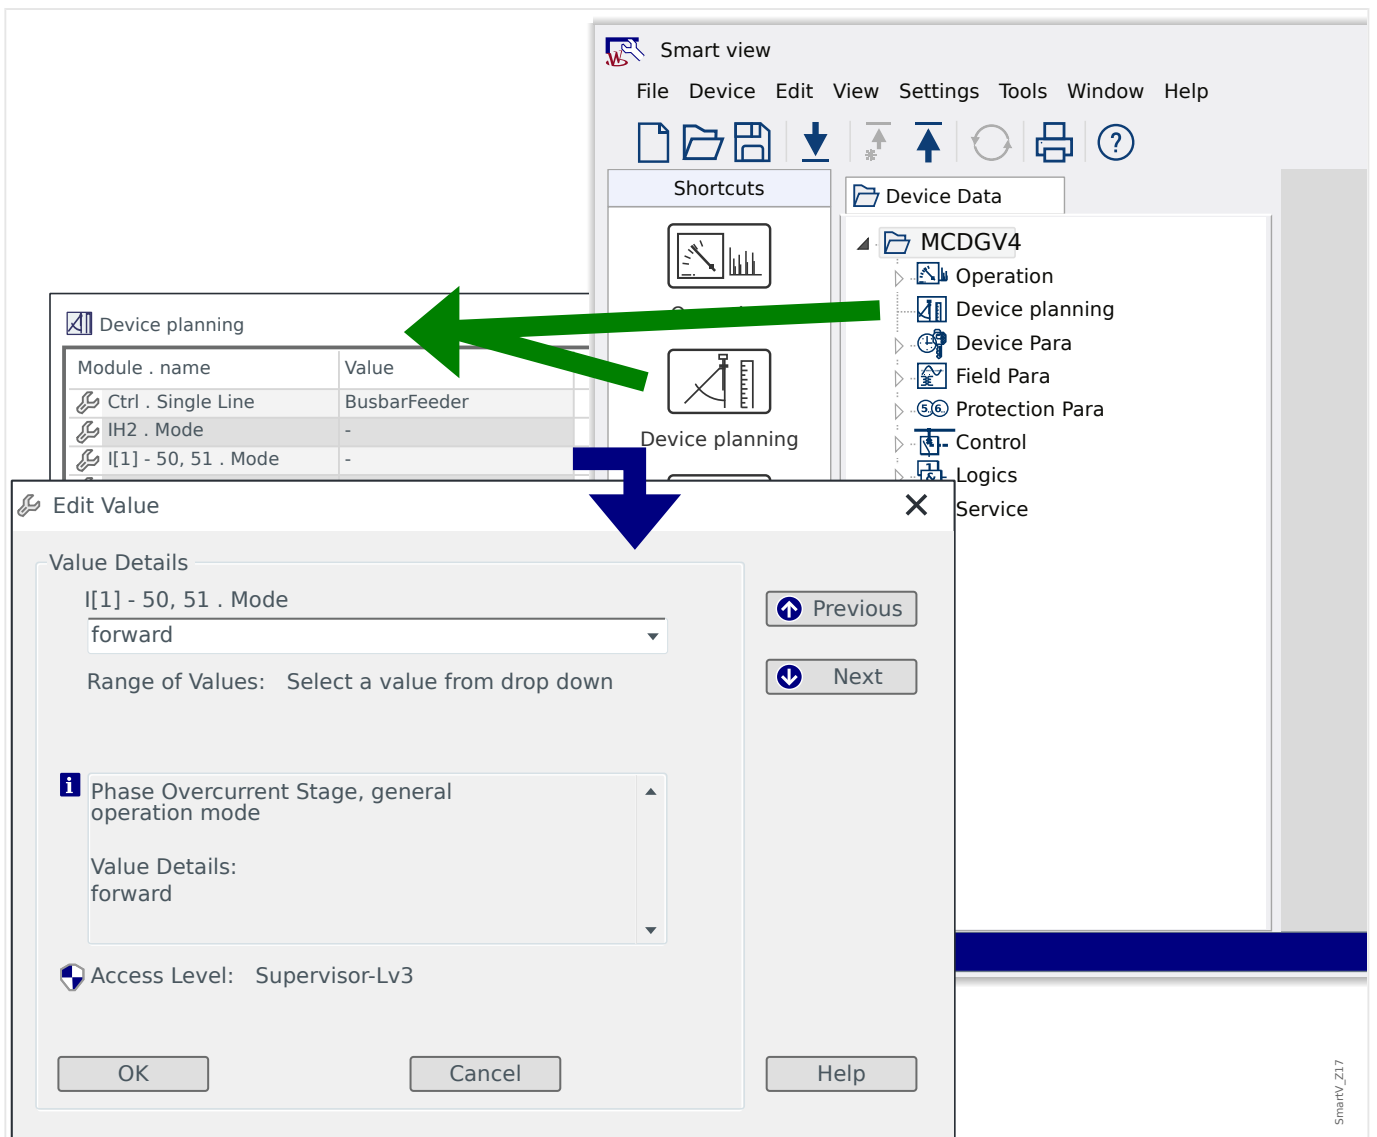 Smart view
File Device Edit View Settings Tools Window Help
Shortcuts
Device Data
MCDGV4
Operation
Device planning
Device Para
Field Para
Protection Para
Control
Logics
Service
Device planning
Device planning
Module . name Value
Ctrl . Single Line BusbarFeeder
IH2 . Mode -
I[1] - 50, 51 . Mode -
Edit Value
Value Details
I[1] - 50, 51 . Mode
forward
Range of Values: Select a value from drop down
Previous
Next
Phase Overcurrent Stage, general
operation mode
Value Details:
forward
Access Level: Supervisor-Lv3
OK Cancel Help
SmartV_Z17